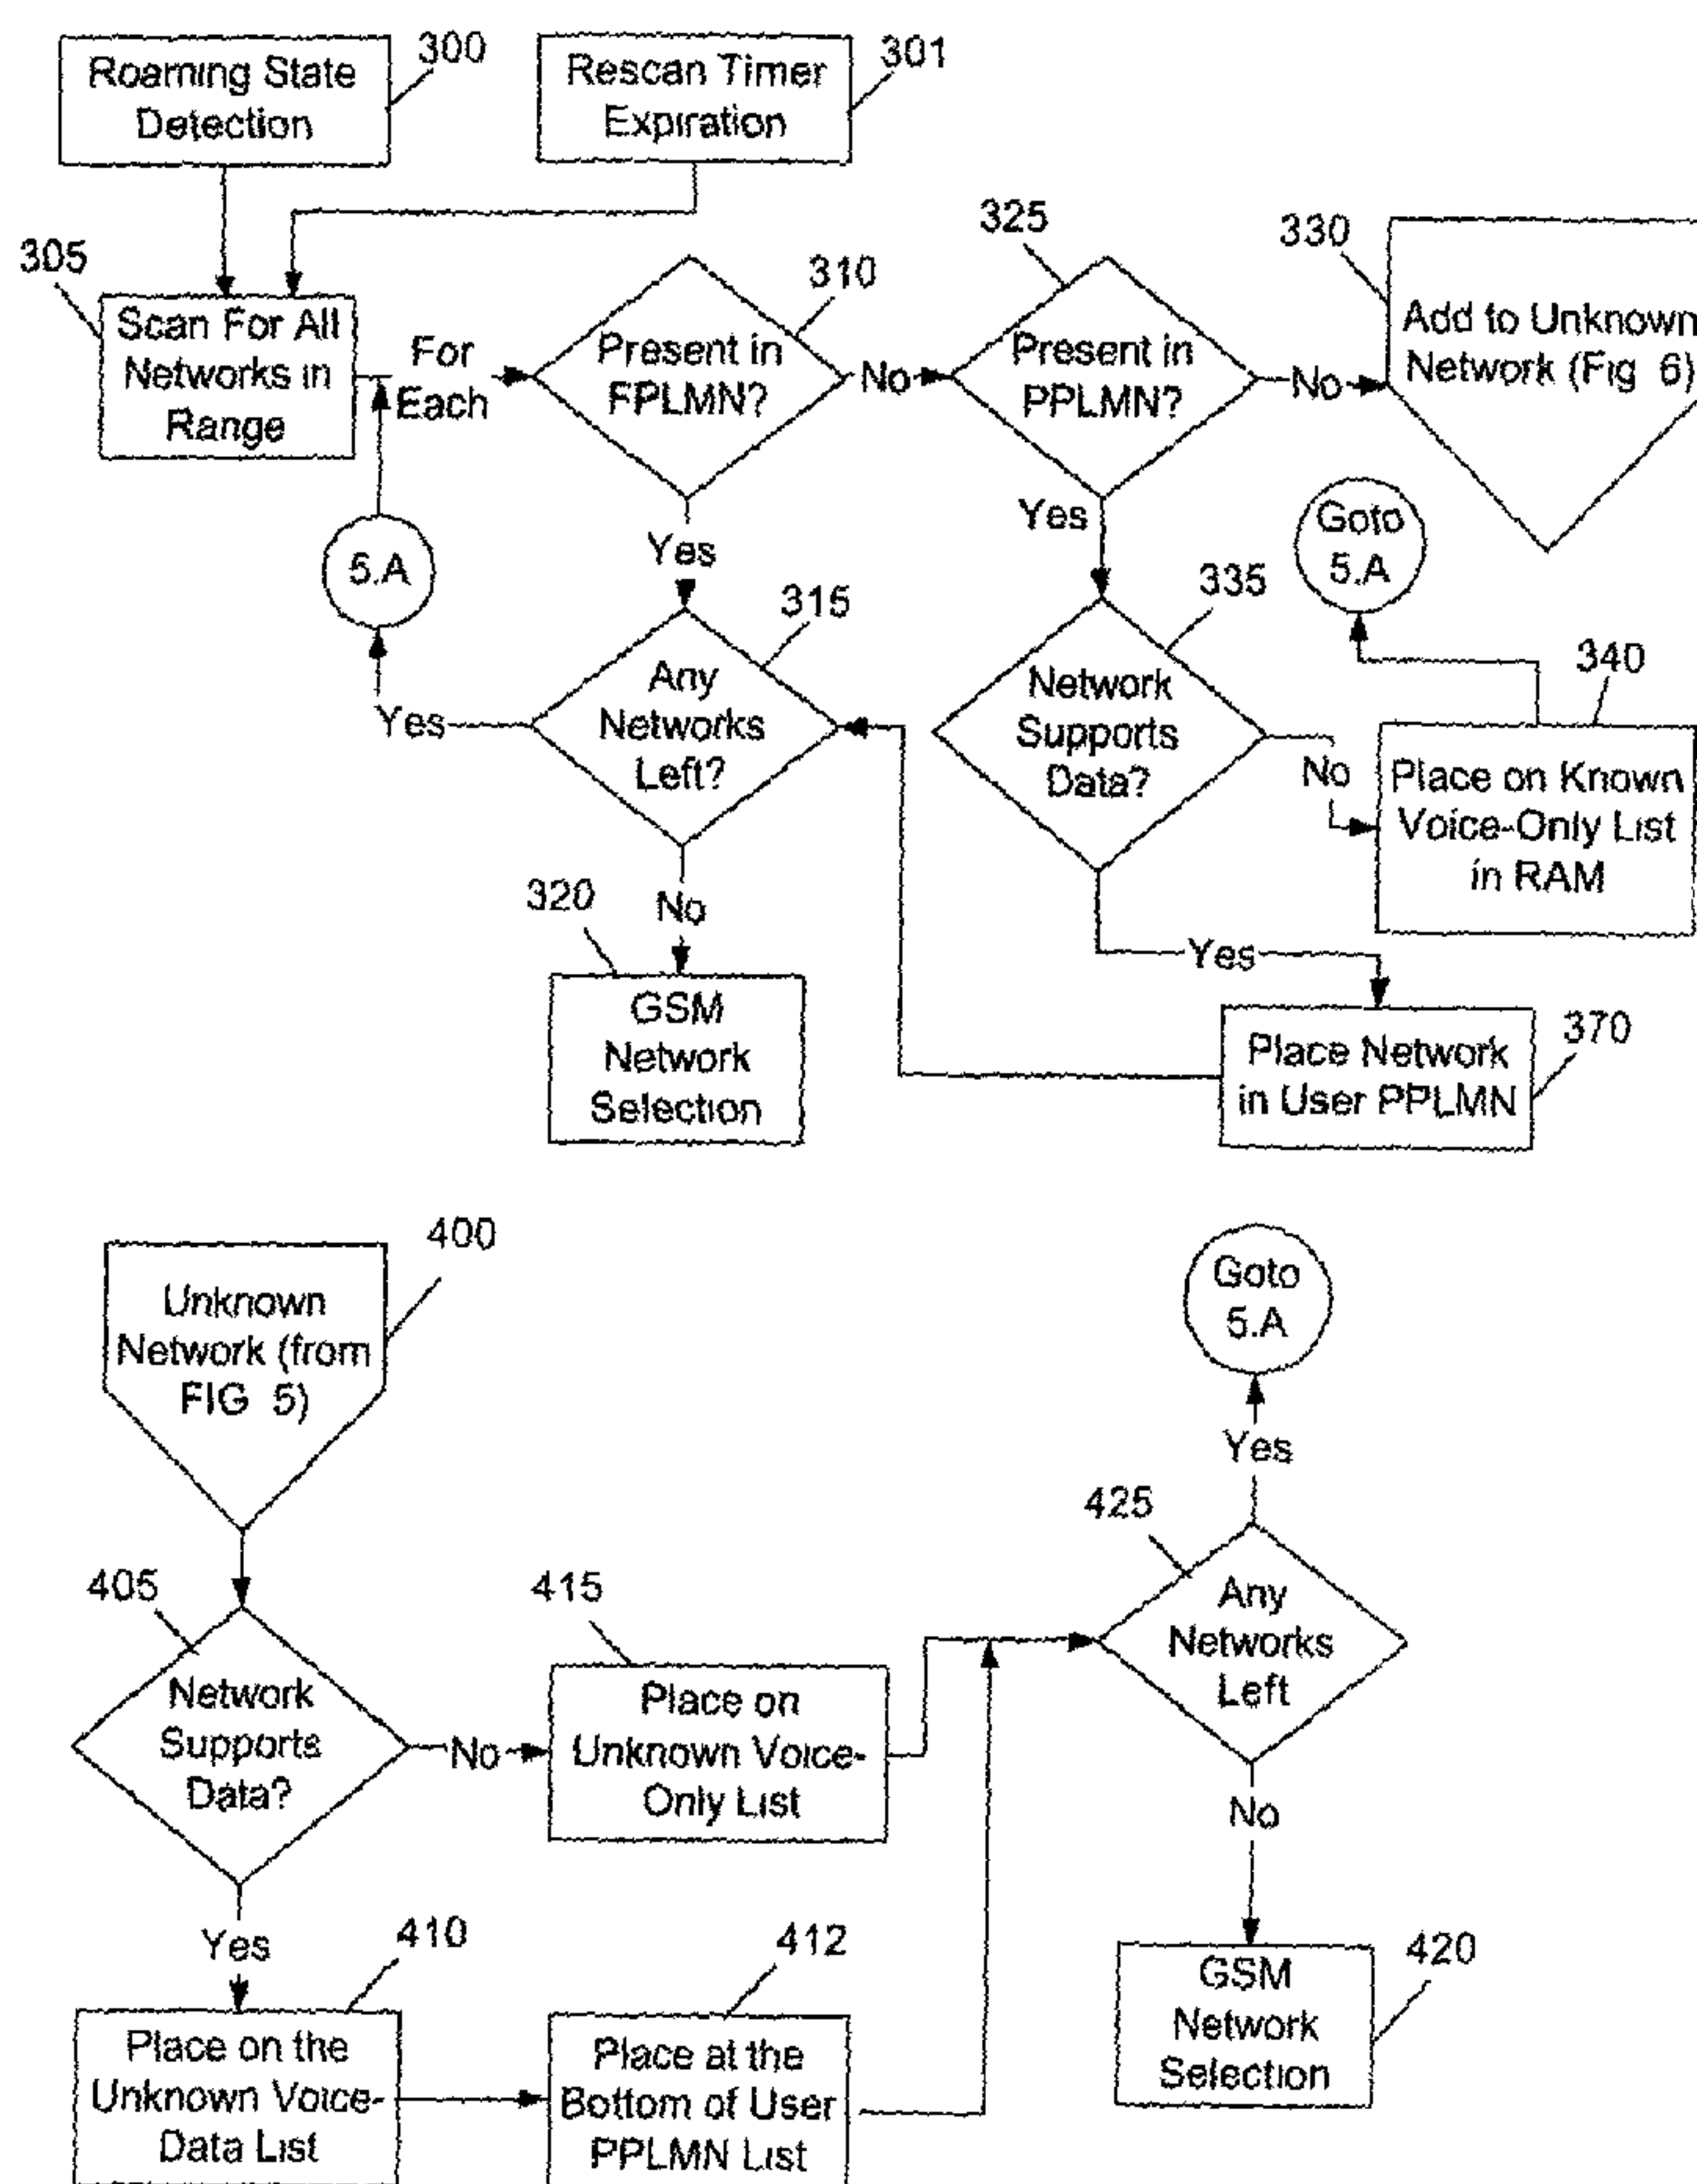 Roaming State
Detection
300
Rescan Timer
Expiration
301
305
Scan For All
Networks in
Range
For
Each
310
Present in
FPLMN?
No
325
Present in
PPLMN?
No
330
Add to Unknown
Network (Fig 6)
Yes
Yes
5.A
Goto
5.A
315
Any
Networks
Left?
Yes
335
Network
Supports
Data?
No
340
Place on Known
Voice-Only List
in RAM
No
Yes
320
GSM
Network
Selection
370
Place Network
in User PPLMN
400
Unknown
Network (from
FIG 5)
Goto
5.A
Yes
405
Network
Supports
Data?
No
415
Place on
Unknown Voice-
Only List
425
Any
Networks
Left
No
Yes
410
Place on the
Unknown Voice-
Data List
412
Place at the
Bottom of User
PPLMN List
420
GSM
Network
Selection